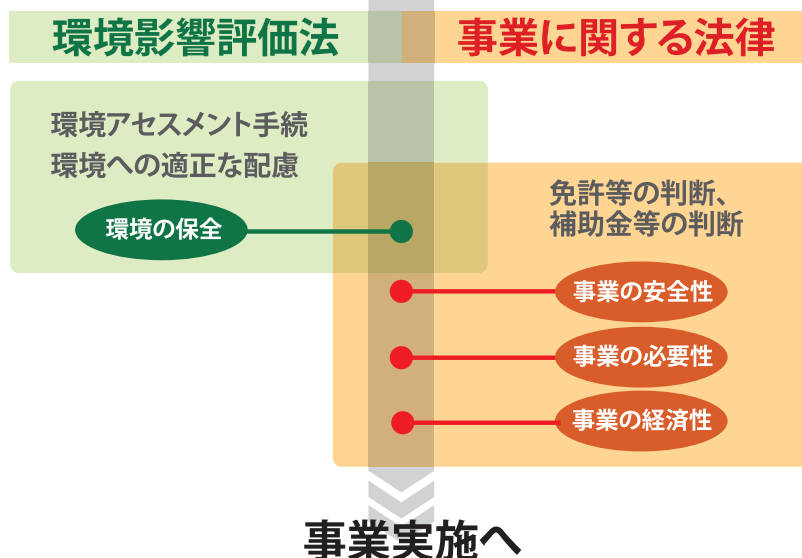 環境影響評価法
事業に関する法律
環境アセスメント手続
環境への適正な配慮
環境の保全
免許等の判断、
補助金等の判断
事業の安全性
事業の必要性
事業の経済性
事業実施へ